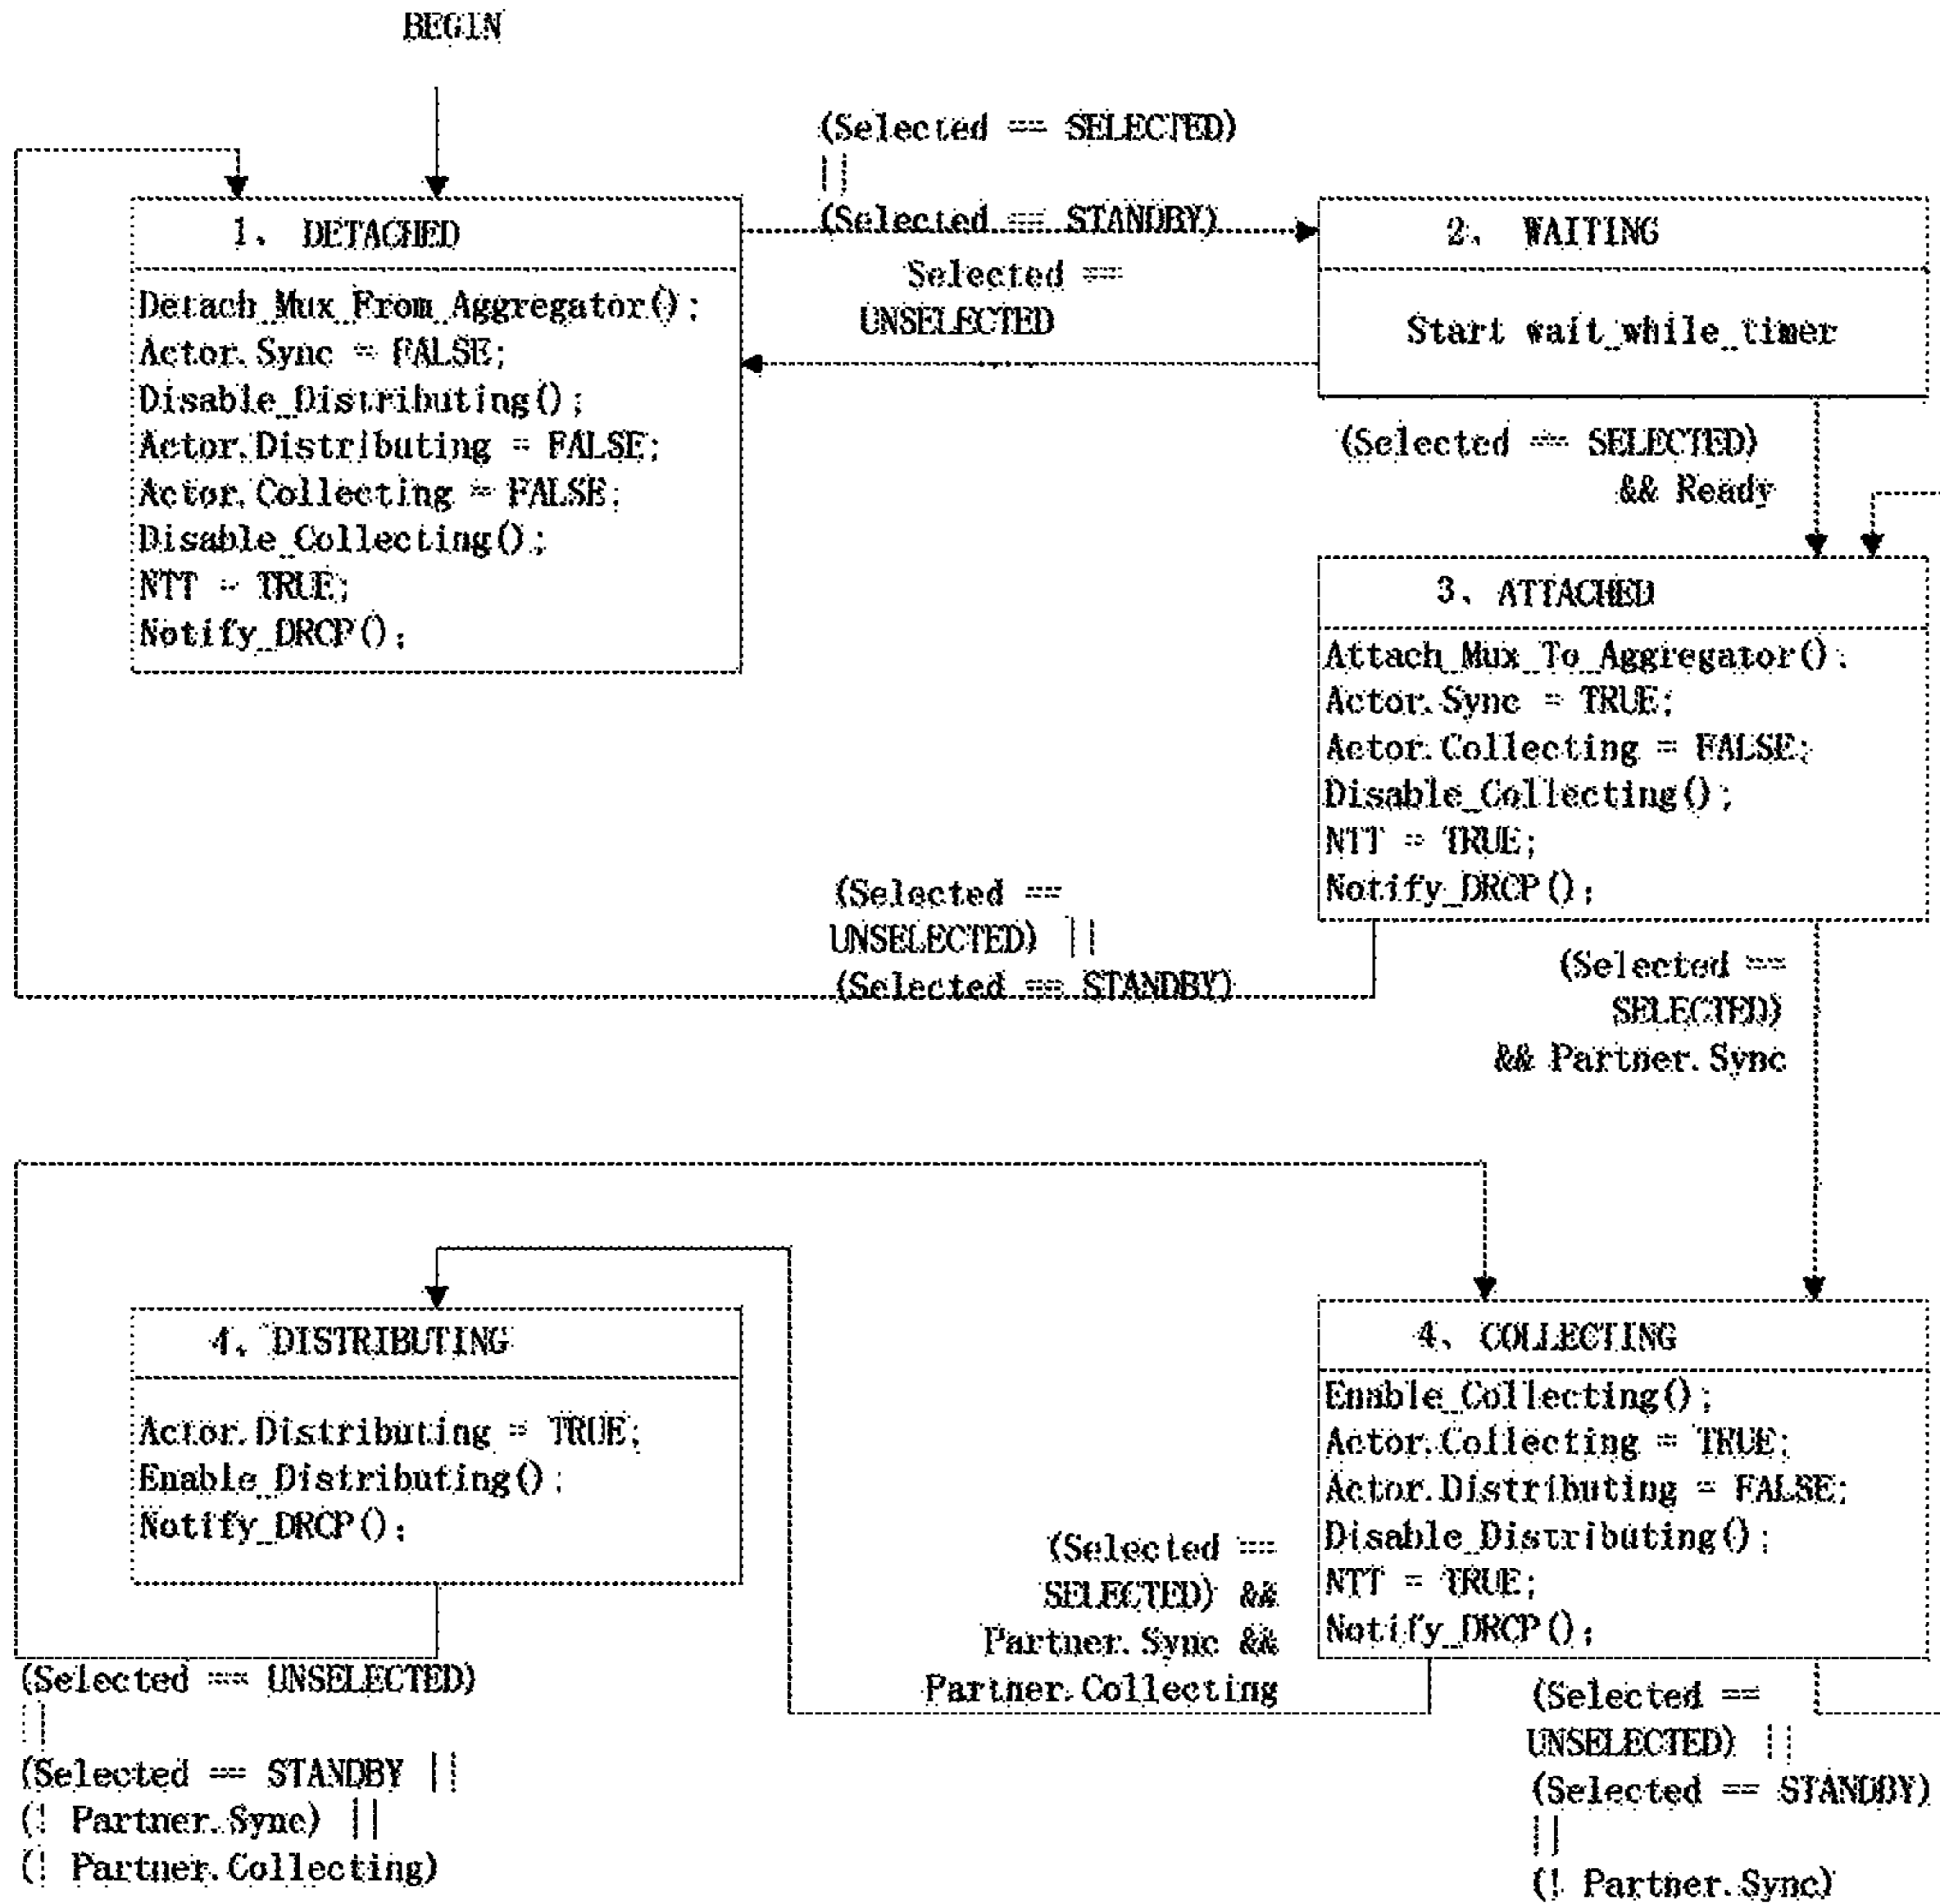 BEGIN
(Selected == SELECTED)
||
(Selected == STANDBY)
Selected ==
UNSELECTED
1、 DETACHED
Detach_Mux_From_Aggregator();
Actor.Sync = FALSE;
Disable_Distributing();
Actor.Distributing = FALSE;
Actor.Collecting = FALSE;
Disable_Collecting();
NTT = TRUE;
Notify_DRCP();
2、 WAITING
Start wait_while_timer
(Selected == SELECTED)
&& Ready
3、ATTACHED
Attach_Mux_To_Aggregator();
Actor.Sync = TRUE;
Actor.Collecting = FALSE;
Disable_Collecting();
NTT = TRUE;
Notify_DRCP();
(Selected ==
UNSELECTED) ||
(Selected == STANDBY)
(Selected ==
SELECTED)
&& Partner.Sync
4、DISTRIBUTING
Actor.Distributing = TRUE;
Enable_Distributing();
Notify_DRCP();
4、COLLECTING
Enable_Collecting();
Actor.Collecting = TRUE;
Actor.Distributing = FALSE;
Disable_Distributing();
NTT = TRUE;
Notify_DRCP();
(Selected ==
SELECTED) &&
Partner.Sync &&
Partner.Collecting
(Selected == UNSELECTED)
||
(Selected == STANDBY ||
(! Partner.Sync) ||
(! Partner.Collecting)
(Selected ==
UNSELECTED) ||
(Selected == STANDBY)
||
(! Partner.Sync)